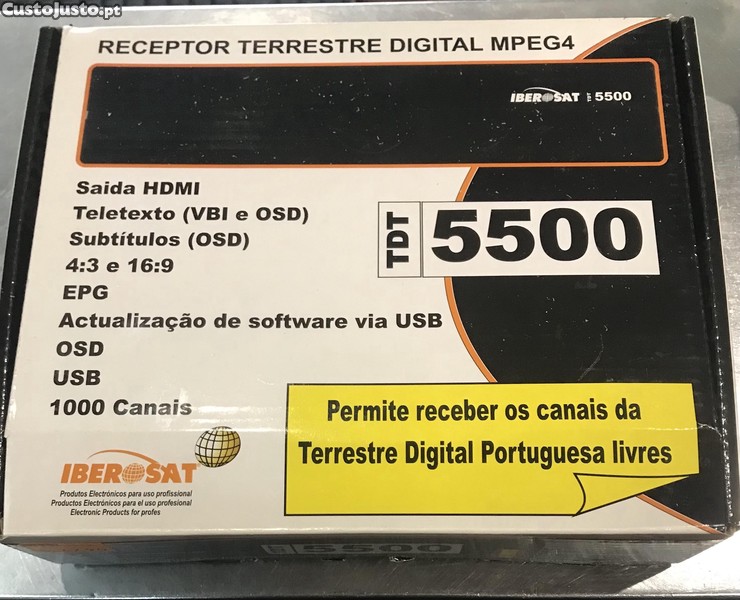 CustoJusto.pt
RECEPTOR TERRESTRE DIGITAL MPEG4
IBEROSAT TDT 5500
Saida HDMI
Teletexto (VBI e OSD)
Subtítulos (OSD)
4:3 e 16:9
EPG
Actualização de software via USB
OSD
USB
1000 Canais
TDT 5500
Permite receber os canais da
Terrestre Digital Portuguesa livres
IBEROSAT
Produtos Electrónicos para uso profissional
Productos Electrónicos para el uso profesional
Electronic Products for profes
5500